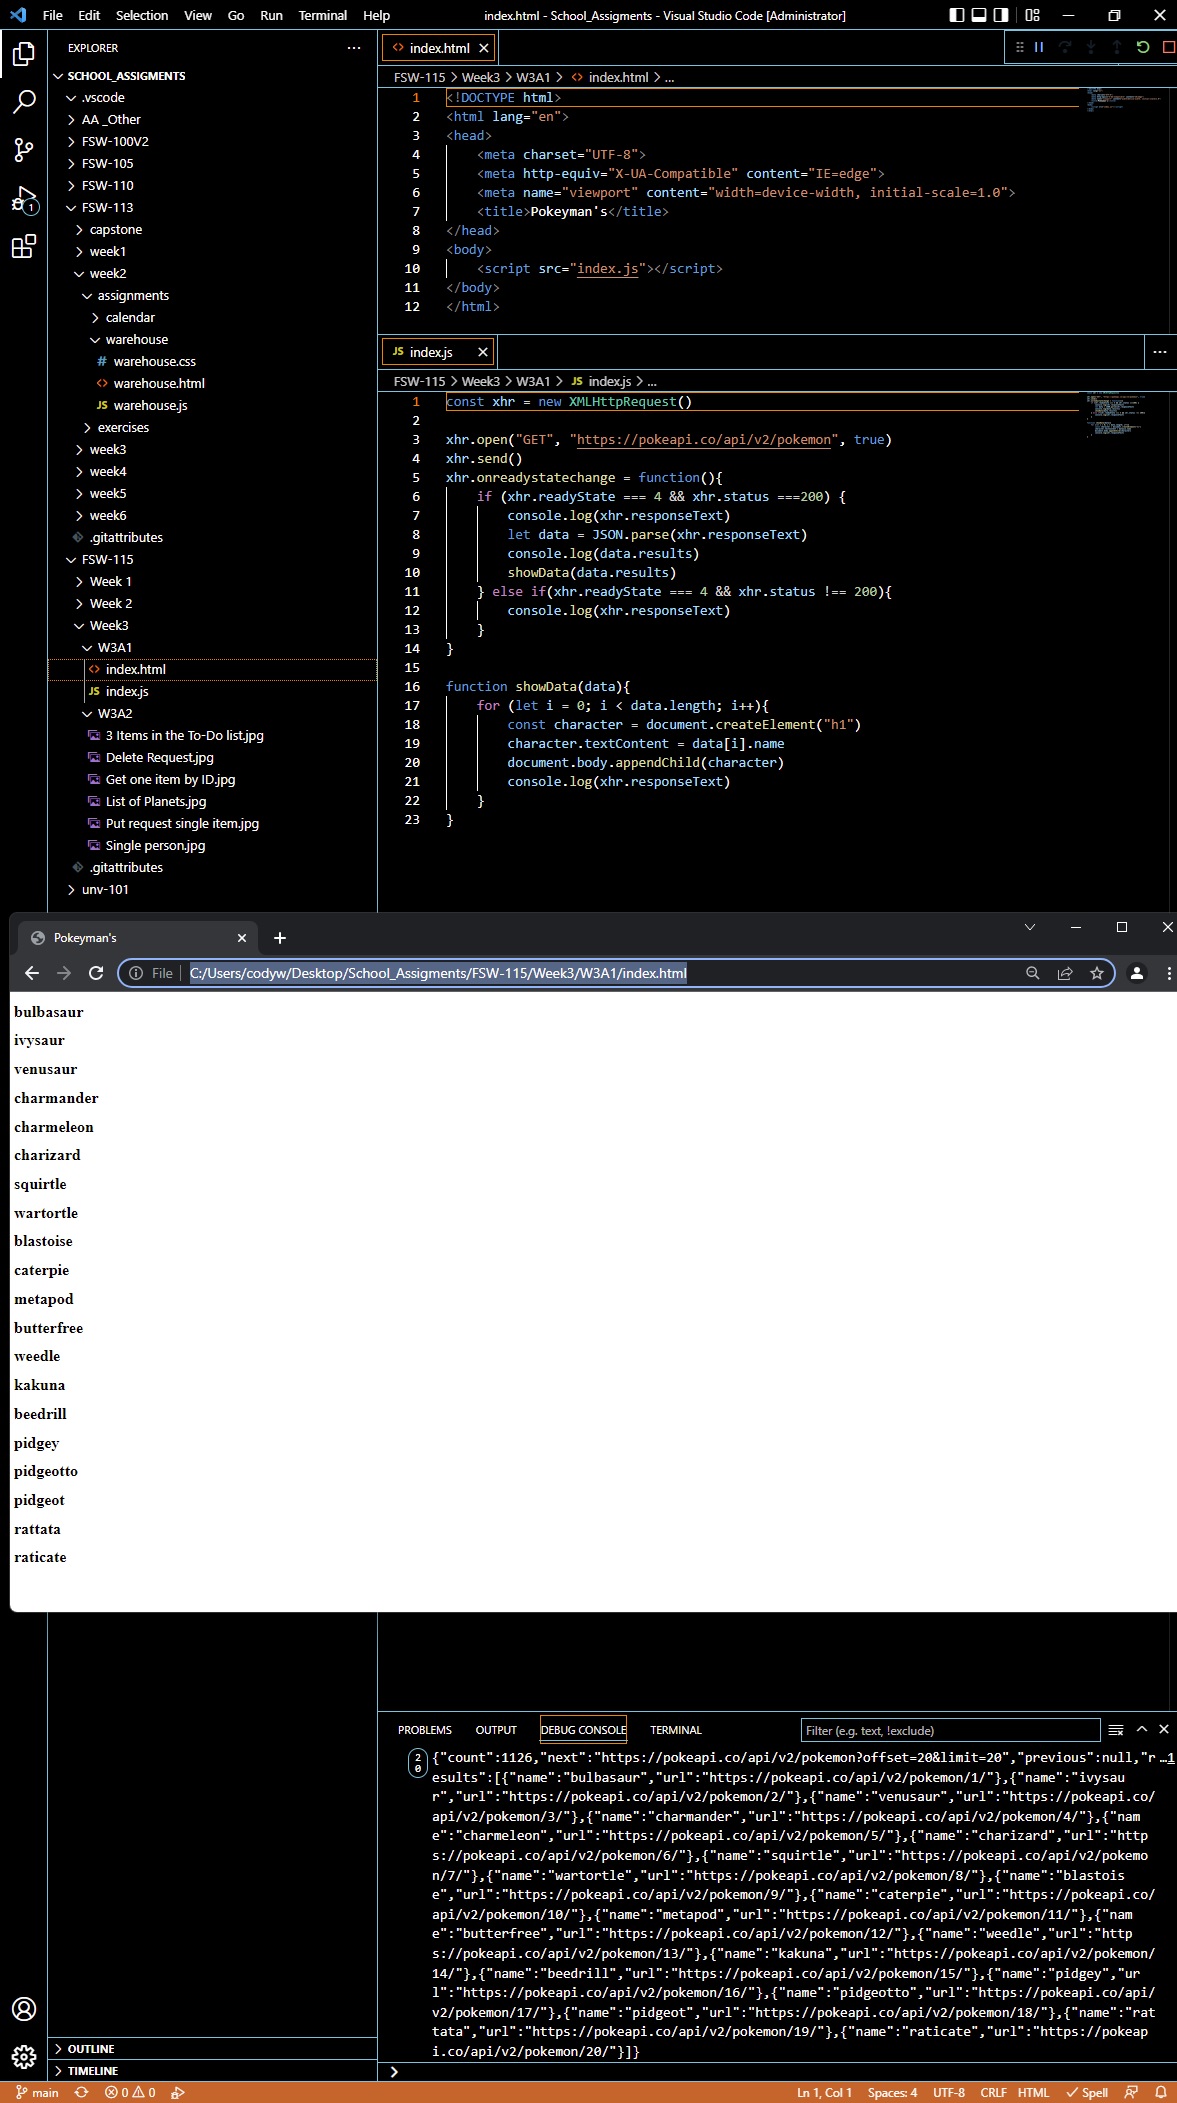 File Edit Selection View Go Run Terminal Help index.html - School_Assigments - Visual Studio Code [Administrator]
EXPLORER
SCHOOL_ASSIGMENTS
.vscode
AA _Other
FSW-100V2
FSW-105
FSW-110
1
FSW-113
capstone
week1
week2
assignments
calendar
warehouse
# warehouse.css
<> warehouse.html
JS warehouse.js
exercises
week3
week4
week5
week6
.gitattributes
FSW-115
Week 1
Week 2
Week3
W3A1
<> index.html
JS index.js
W3A2
3 Items in the To-Do list.jpg
Delete Request.jpg
Get one item by ID.jpg
List of Planets.jpg
Put request single item.jpg
Single person.jpg
.gitattributes
unv-101
<> index.html
FSW-115 > Week3 > W3A1 > <> index.html > ...
1 <!DOCTYPE html>
2 <html lang="en">
3 <head>
4 <meta charset="UTF-8">
5 <meta http-equiv="X-UA-Compatible" content="IE=edge">
6 <meta name="viewport" content="width=device-width, initial-scale=1.0">
7 <title>Pokeyman's</title>
8 </head>
9 <body>
10 <script src="index.js"></script>
11 </body>
12 </html>
JS index.js ...
FSW-115 > Week3 > W3A1 > JS index.js > ...
1 const xhr = new XMLHttpRequest()
2
3 xhr.open("GET", "https://pokeapi.co/api/v2/pokemon", true)
4 xhr.send()
5 xhr.onreadystatechange = function(){
6 if (xhr.readyState === 4 && xhr.status ===200) {
7 console.log(xhr.responseText)
8 let data = JSON.parse(xhr.responseText)
9 console.log(data.results)
10 showData(data.results)
11 } else if(xhr.readyState === 4 && xhr.status !== 200){
12 console.log(xhr.responseText)
13 }
14 }
15
16 function showData(data){
17 for (let i = 0; i < data.length; i++){
18 const character = document.createElement("h1")
19 character.textContent = data[i].name
20 document.body.appendChild(character)
21 console.log(xhr.responseText)
22 }
23 }
Pokeyman's
File C:/Users/codyw/Desktop/School_Assigments/FSW-115/Week3/W3A1/index.html
bulbasaur
ivysaur
venusaur
charmander
charmeleon
charizard
squirtle
wartortle
blastoise
caterpie
metapod
butterfree
weedle
kakuna
beedrill
pidgey
pidgeotto
pidgeot
rattata
raticate
PROBLEMS OUTPUT DEBUG CONSOLE TERMINAL Filter (e.g. text, !exclude)
20 {"count":1126,"next":"https://pokeapi.co/api/v2/pokemon?offset=20&limit=20","previous":null,"r …1
esults":[{"name":"bulbasaur","url":"https://pokeapi.co/api/v2/pokemon/1/"},{"name":"ivysau
r","url":"https://pokeapi.co/api/v2/pokemon/2/"},{"name":"venusaur","url":"https://pokeapi.co/
api/v2/pokemon/3/"},{"name":"charmander","url":"https://pokeapi.co/api/v2/pokemon/4/"},{"nam
e":"charmeleon","url":"https://pokeapi.co/api/v2/pokemon/5/"},{"name":"charizard","url":"http
s://pokeapi.co/api/v2/pokemon/6/"},{"name":"squirtle","url":"https://pokeapi.co/api/v2/pokemo
n/7/"},{"name":"wartortle","url":"https://pokeapi.co/api/v2/pokemon/8/"},{"name":"blastois
e","url":"https://pokeapi.co/api/v2/pokemon/9/"},{"name":"caterpie","url":"https://pokeapi.co/
api/v2/pokemon/10/"},{"name":"metapod","url":"https://pokeapi.co/api/v2/pokemon/11/"},{"nam
e":"butterfree","url":"https://pokeapi.co/api/v2/pokemon/12/"},{"name":"weedle","url":"http
s://pokeapi.co/api/v2/pokemon/13/"},{"name":"kakuna","url":"https://pokeapi.co/api/v2/pokemon/
14/"},{"name":"beedrill","url":"https://pokeapi.co/api/v2/pokemon/15/"},{"name":"pidgey","ur
l":"https://pokeapi.co/api/v2/pokemon/16/"},{"name":"pidgeotto","url":"https://pokeapi.co/api/
v2/pokemon/17/"},{"name":"pidgeot","url":"https://pokeapi.co/api/v2/pokemon/18/"},{"name":"rat
tata","url":"https://pokeapi.co/api/v2/pokemon/19/"},{"name":"raticate","url":"https://pokeap
i.co/api/v2/pokemon/20/"}]}
OUTLINE
TIMELINE
main 0 0 Ln 1, Col 1 Spaces: 4 UTF-8 CRLF HTML Spell